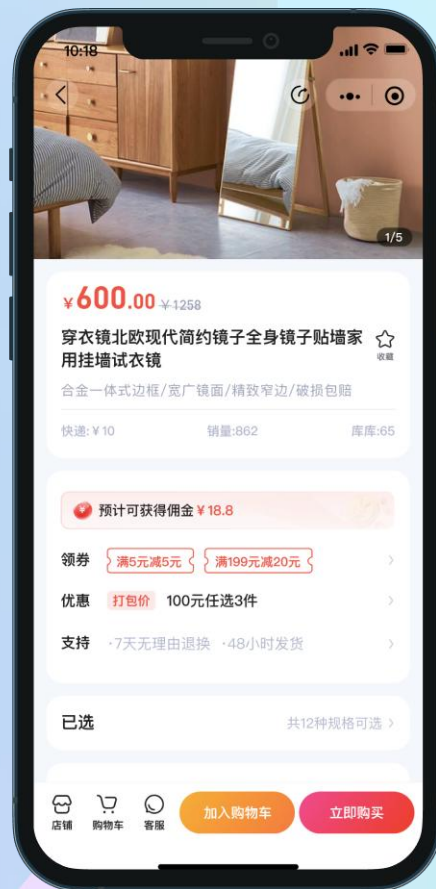 10:18
1/5
¥600.00 ¥1258
穿衣镜北欧现代简约镜子全身镜子贴墙家
用挂墙试衣镜
收藏
合金一体式边框/宽广镜面/精致窄边/破损包赔
快递:¥10 销量:862 库库:65
预计可获得佣金¥18.8
领券 满5元减5元 满199元减20元
优惠 打包价 100元任选3件
支持 ·7天无理由退换 ·48小时发货
已选 共12种规格可选
店铺 购物车 客服 加入购物车 立即购买